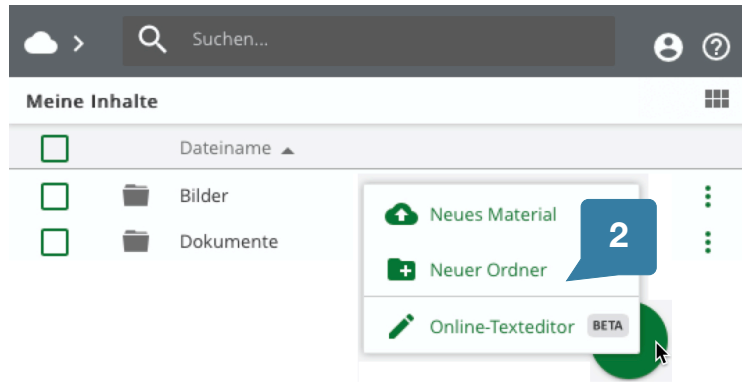 Suchen...
Meine Inhalte
Dateiname
Bilder
Dokumente
Neues Material
2
Neuer Ordner
Online-Texteditor BETA